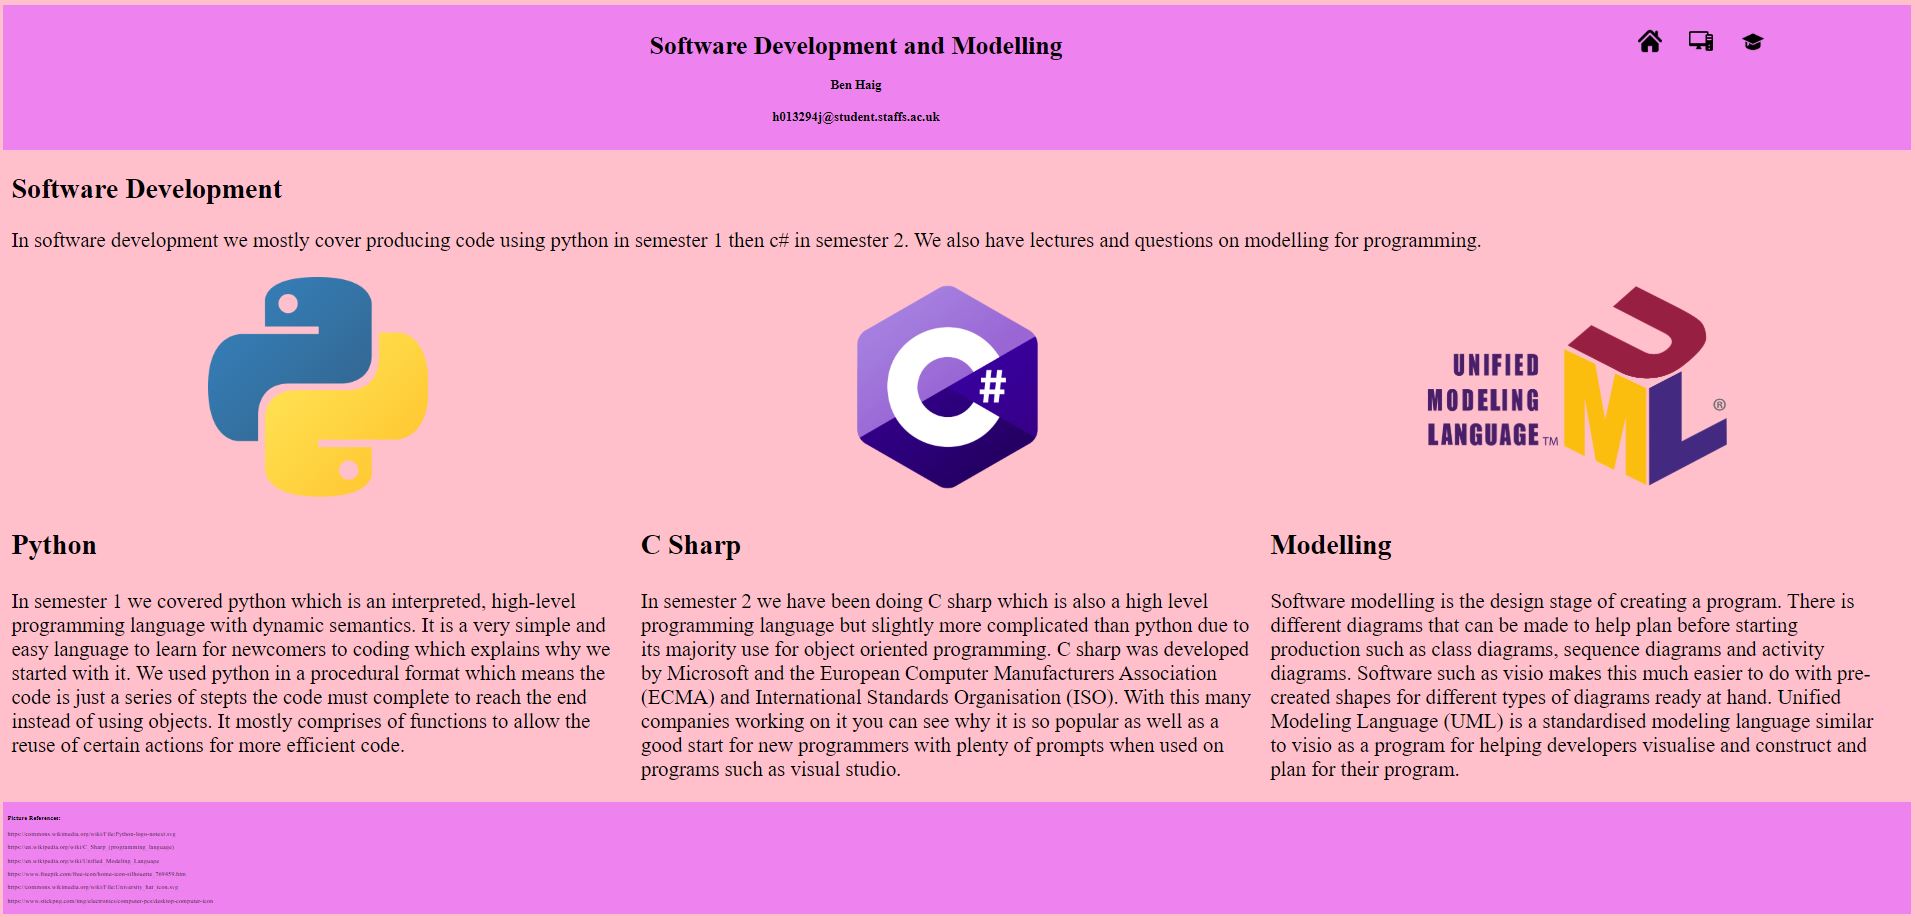 Software Development and Modelling
Ben Haig
h013294j@student.staffs.ac.uk
Software Development
In software development we mostly cover producing code using python in semester 1 then c# in semester 2. We also have lectures and questions on modelling for programming.
C
#
UNIFIED
MODELING
LANGUAGE TM
UML ®
Python
In semester 1 we covered python which is an interpreted, high-level
programming language with dynamic semantics. It is a very simple and
easy language to learn for newcomers to coding which explains why we
started with it. We used python in a procedural format which means the
code is just a series of stepts the code must complete to reach the end
instead of using objects. It mostly comprises of functions to allow the
reuse of certain actions for more efficient code.
C Sharp
In semester 2 we have been doing C sharp which is also a high level
programming language but slightly more complicated than python due to
its majority use for object oriented programming. C sharp was developed
by Microsoft and the European Computer Manufacturers Association
(ECMA) and International Standards Organisation (ISO). With this many
companies working on it you can see why it is so popular as well as a
good start for new programmers with plenty of prompts when used on
programs such as visual studio.
Modelling
Software modelling is the design stage of creating a program. There is
different diagrams that can be made to help plan before starting
production such as class diagrams, sequence diagrams and activity
diagrams. Software such as visio makes this much easier to do with pre-
created shapes for different types of diagrams ready at hand. Unified
Modeling Language (UML) is a standardised modeling language similar
to visio as a program for helping developers visualise and construct and
plan for their program.
Picture References:
https://commons.wikimedia.org/wiki/File:Python-logo-notext.svg
https://en.wikipedia.org/wiki/C_Sharp_(programming_language)
https://en.wikipedia.org/wiki/Unified_Modeling_Language
https://www.freepik.com/free-icon/home-icon-silhouette_769459.htm
https://commons.wikimedia.org/wiki/File:University_hat_icon.svg
https://www.stickpng.com/img/electronics/computer-pcs/desktop-computer-icon